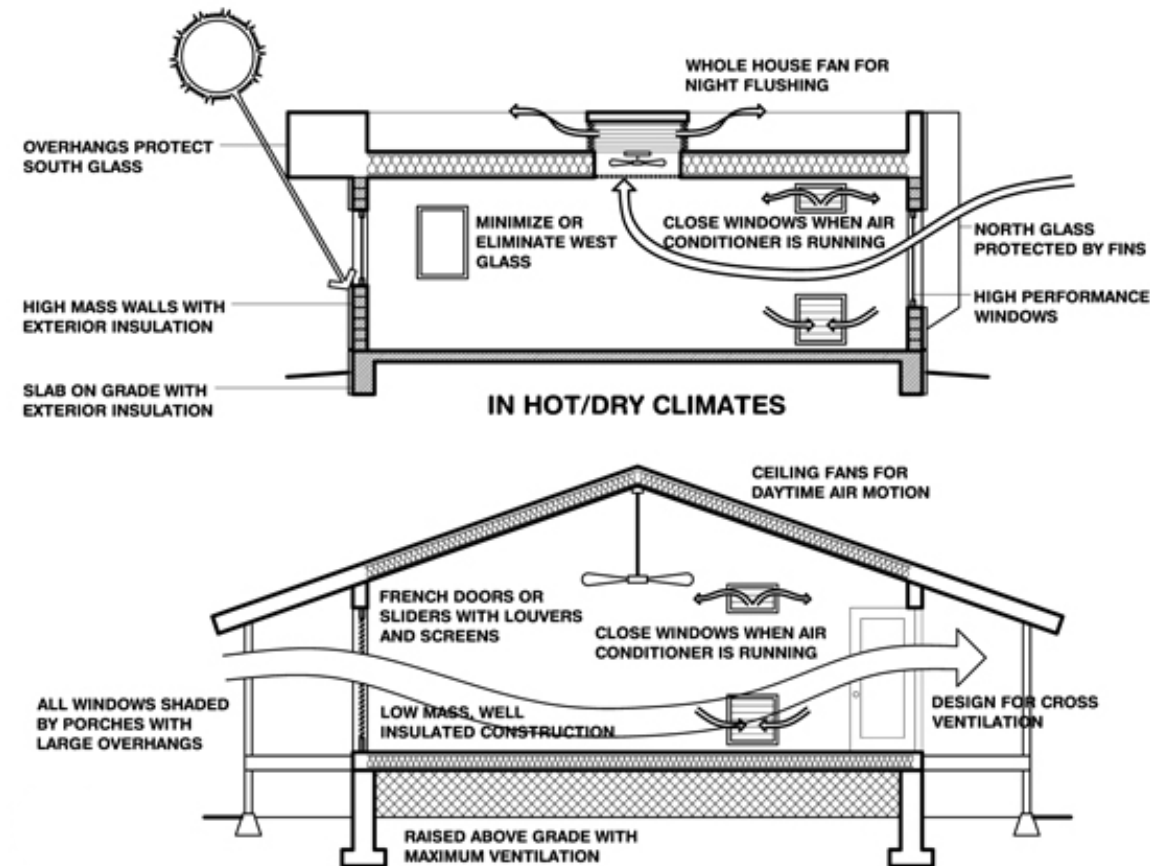 WHOLE HOUSE FAN FOR
NIGHT FLUSHING
OVERHANGS PROTECT
SOUTH GLASS
MINIMIZE OR
ELIMINATE WEST
GLASS
CLOSE WINDOWS WHEN AIR
CONDITIONER IS RUNNING
NORTH GLASS
PROTECTED BY FINS
HIGH MASS WALLS WITH
EXTERIOR INSULATION
HIGH PERFORMANCE
WINDOWS
SLAB ON GRADE WITH
EXTERIOR INSULATION
IN HOT/DRY CLIMATES
CEILING FANS FOR
DAYTIME AIR MOTION
FRENCH DOORS OR
SLIDERS WITH LOUVERS
AND SCREENS
CLOSE WINDOWS WHEN AIR
CONDITIONER IS RUNNING
ALL WINDOWS SHADED
BY PORCHES WITH
LARGE OVERHANGS
LOW MASS, WELL
INSULATED CONSTRUCTION
DESIGN FOR CROSS
VENTILATION
RAISED ABOVE GRADE WITH
MAXIMUM VENTILATION